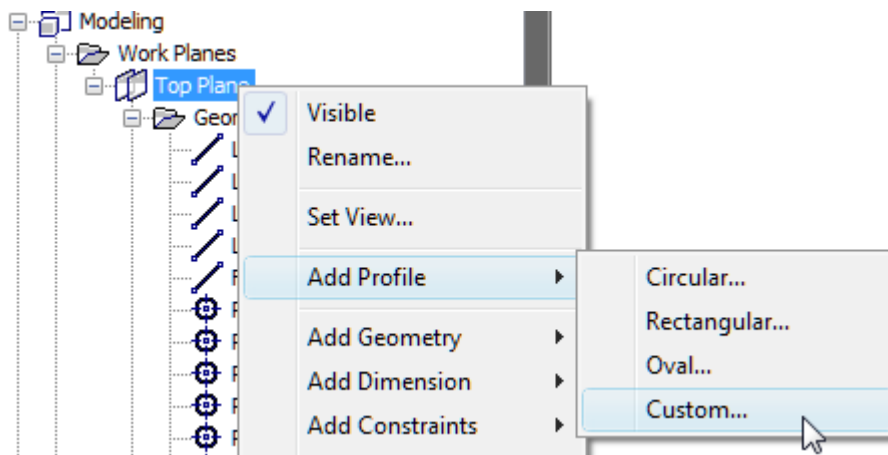 Modeling
Work Planes
Top Plane
Visible
Rename...
Set View...
Add Profile
Circular...
Rectangular...
Oval...
Custom...
Add Geometry
Add Dimension
Add Constraints